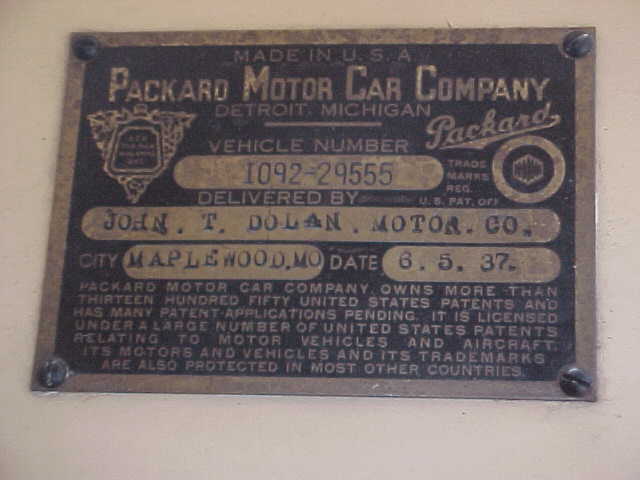 MADE IN U.S.A
PACKARD MOTOR CAR COMPANY
DETROIT, MICHIGAN
Packard
VEHICLE NUMBER
1092-29555
TRADE
MARKS
REG.
U.S. PAT. OFF
DELIVERED BY
JOHN. T. DOLAN. MOTOR. CO.
CITY MAPLEWOOD.MO DATE 6. 5. 37.
PACKARD MOTOR CAR COMPANY, OWNS MORE THAN
THIRTEEN HUNDRED FIFTY UNITED STATES PATENTS AND
HAS MANY PATENT APPLICATIONS PENDING. IT IS LICENSED
UNDER A LARGE NUMBER OF UNITED STATES PATENTS
RELATING TO MOTOR VEHICLES AND AIRCRAFT.
ITS MOTORS AND VEHICLES AND ITS TRADEMARKS
ARE ALSO PROTECTED IN MOST OTHER COUNTRIES.